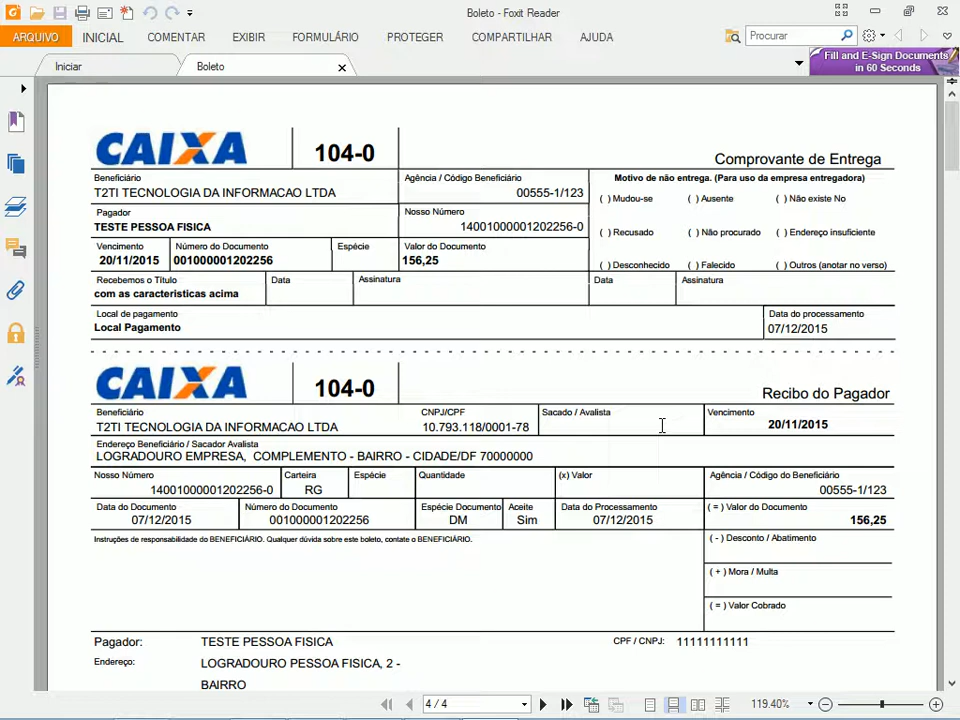 Boleto - Foxit Reader
ARQUIVO INICIAL COMENTAR EXIBIR FORMULÁRIO PROTEGER COMPARTILHAR AJUDA Procurar
Iniciar Boleto Fill and E-Sign Documents
in 60 Seconds
CAIXA 104-0 Comprovante de Entrega
Beneficiário Agência / Código Beneficiário Motivo de não entrega. (Para uso da empresa entregadora)
T2TI TECNOLOGIA DA INFORMACAO LTDA 00555-1/123 ( ) Mudou-se ( ) Ausente ( ) Não existe No
Pagador Nosso Número
TESTE PESSOA FISICA 14001000001202256-0 ( ) Recusado ( ) Não procurado ( ) Endereço insuficiente
Vencimento Número do Documento Espécie Valor do Documento
20/11/2015 001000001202256 156,25 ( ) Desconhecido ( ) Falecido ( ) Outros (anotar no verso)
Recebemos o Título Data Assinatura Data Assinatura
com as caracteristicas acima
Local de pagamento Data do processamento
Local Pagamento 07/12/2015
CAIXA 104-0 Recibo do Pagador
Beneficiário CNPJ/CPF Sacado / Avalista Vencimento
T2TI TECNOLOGIA DA INFORMACAO LTDA 10.793.118/0001-78 20/11/2015
Endereço Beneficiário / Sacador Avalista
LOGRADOURO EMPRESA, COMPLEMENTO - BAIRRO - CIDADE/DF 70000000
Nosso Número Carteira Espécie Quantidade (x) Valor Agência / Código do Beneficiário
14001000001202256-0 RG 00555-1/123
Data do Documento Número do Documento Espécie Documento Aceite Data do Processamento ( = ) Valor do Documento
07/12/2015 001000001202256 DM Sim 07/12/2015 156,25
Instruções de responsabilidade do BENEFICIÁRIO. Qualquer dúvida sobre este boleto, contate o BENEFICIÁRIO. ( - ) Desconto / Abatimento
( + ) Mora / Multa
( = ) Valor Cobrado
Pagador: TESTE PESSOA FISICA CPF / CNPJ: 11111111111
Endereço: LOGRADOURO PESSOA FISICA, 2 -
BAIRRO
4 / 4 119.40%